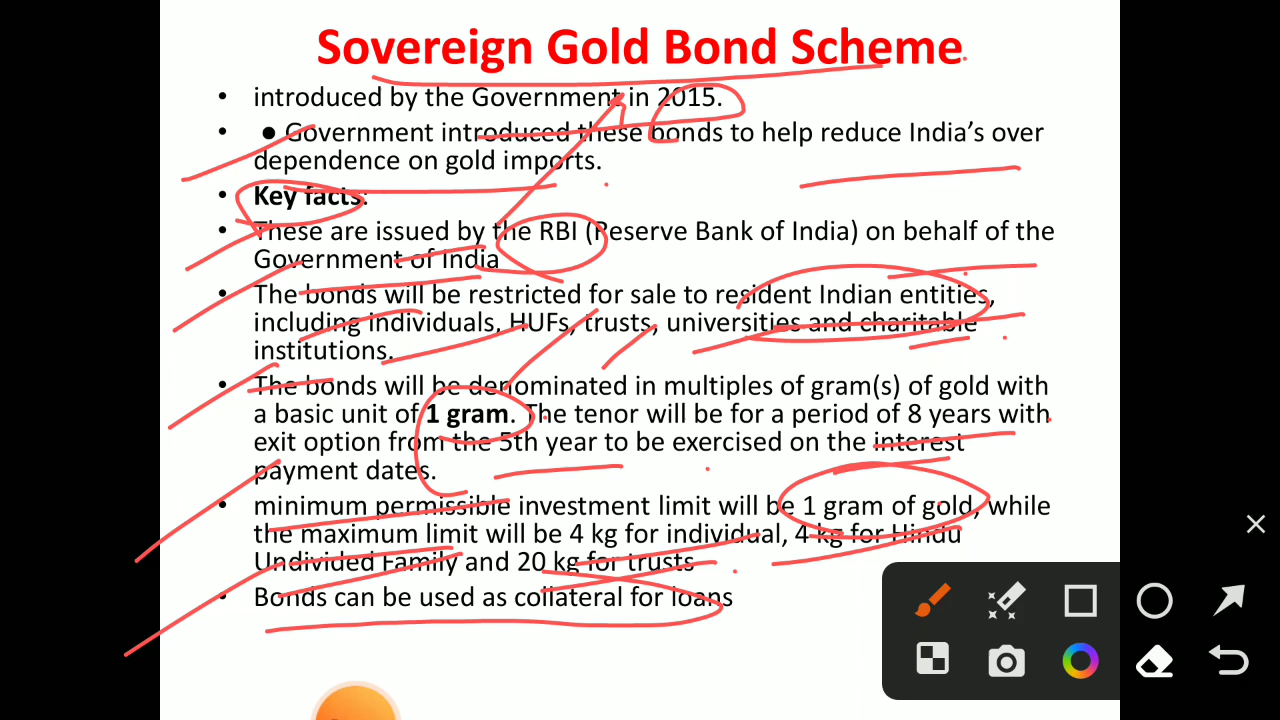 Sovereign Gold Bond Scheme
• introduced by the Government in 2015.
• ● Government introduced these bonds to help reduce India's over
dependence on gold imports.
• Key facts:
• These are issued by the RBI (Reserve Bank of India) on behalf of the
Government of India
• The bonds will be restricted for sale to resident Indian entities,
including individuals, HUFs, trusts, universities and charitable
institutions.
• The bonds will be denominated in multiples of gram(s) of gold with
a basic unit of 1 gram. The tenor will be for a period of 8 years with
exit option from the 5th year to be exercised on the interest
payment dates.
• minimum permissible investment limit will be 1 gram of gold, while
the maximum limit will be 4 kg for individual, 4 kg for Hindu
Undivided Family and 20 kg for trusts
• Bonds can be used as collateral for loans